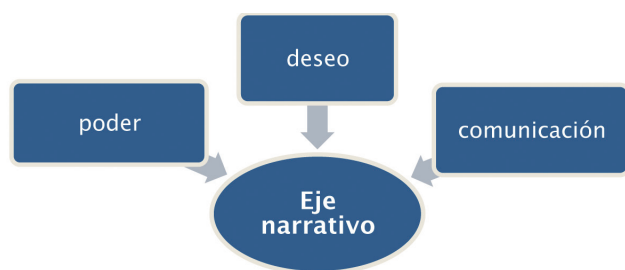 deseo
poder
comunicación
Eje
narrativo